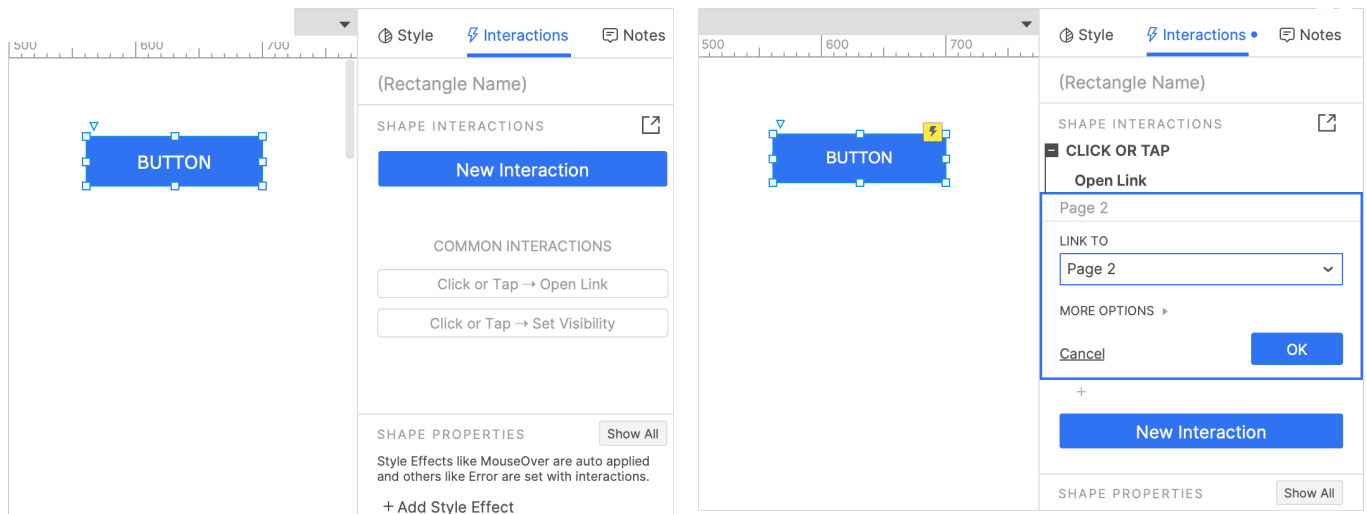 Style
Interactions
Notes
500
600
700
(Rectangle Name)
SHAPE INTERACTIONS
BUTTON
New Interaction
COMMON INTERACTIONS
Click or Tap → Open Link
Click or Tap → Set Visibility
SHAPE PROPERTIES
Show All
Style Effects like MouseOver are auto applied
and others like Error are set with interactions.
+ Add Style Effect
Style
Interactions •
Notes
500
600
700
(Rectangle Name)
SHAPE INTERACTIONS
BUTTON
CLICK OR TAP
Open Link
Page 2
LINK TO
Page 2
MORE OPTIONS
Cancel
OK
+
New Interaction
SHAPE PROPERTIES
Show All